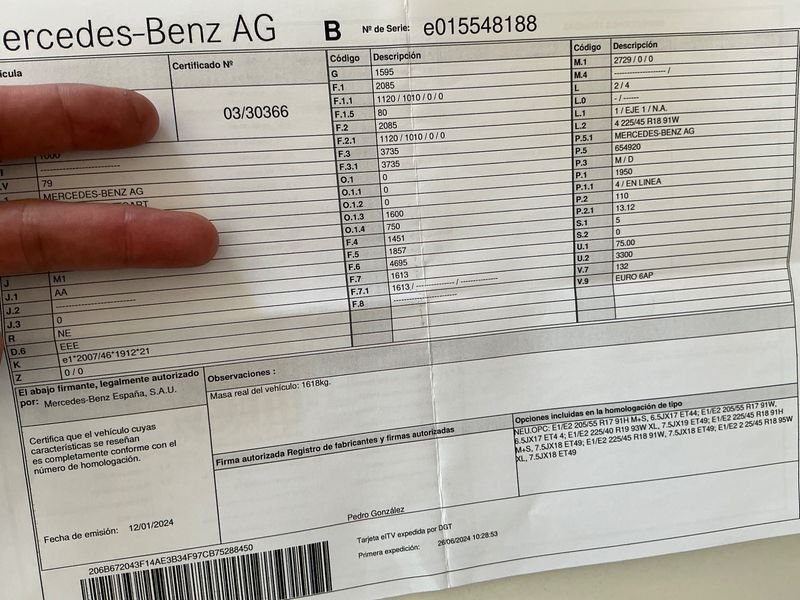 ercedes-Benz AG
B
Nº de Serie: e015548188
ícula
Certificado Nº
03/30366
1000
--------------------
.V 79
MERCEDES-BENZ AG
J M1
J.1 AA
J.2 --------------------
J.3 0
R NE
D.6 EEE
K e1*2007/46*1912*21
Z 0 / 0
Código Descripción
G 1595
F.1 2085
F.1.1 1120 / 1010 / 0 / 0
F.1.5 80
F.2 2085
F.2.1 1120 / 1010 / 0 / 0
F.3 3735
F.3.1 3735
O.1 0
O.1.1 0
O.1.2 0
O.1.3 1600
O.1.4 750
F.4 1451
F.5 1857
F.6 4695
F.7 1613
F.7.1 1613 / ------------- / -------------
F.8 --------------------
Código Descripción
M.1 2729 / 0 / 0
M.4 -------------------- /
L 2 / 4
L.0 - / ------
L.1 1 / EJE 1 / N.A.
L.2 4 225/45 R18 91W
P.5.1 MERCEDES-BENZ AG
P.5 654920
P.3 M / D
P.1 1950
P.1.1 4 / EN LINEA
P.2 110
P.2.1 13.12
S.1 5
S.2 0
U.1 75.00
U.2 3300
V.7 132
V.9 EURO 6AP
El abajo firmante, legalmente autorizado
por: Mercedes-Benz España, S.A.U.
Certifica que el vehículo cuyas
características se reseñan
es completamente conforme con el
número de homologación.
Fecha de emisión: 12/01/2024
Observaciones :
Masa real del vehículo: 1618kg.
Firma autorizada Registro de fabricantes y firmas autorizadas
Pedro González
Opciones incluidas en la homologación de tipo
NEU.OPC: E1/E2 205/55 R17 91H M+S, 6.5JX17 ET44; E1/E2 205/55 R17 91W,
6.5JX17 ET4 4; E1/E2 225/40 R19 93W XL, 7.5JX19 ET49; E1/E2 225/45 R18 91H
M+S, 7.5JX18 ET49; E1/E2 225/45 R18 91W, 7.5JX18 ET49; E1/E2 2 25/45 R18 95W
XL, 7.5JX18 ET49
206B672043F14AE3B34F97CB75288450
Tarjeta eITV expedida por DGT
Primera expedición: 26/06/2024 10:28:53